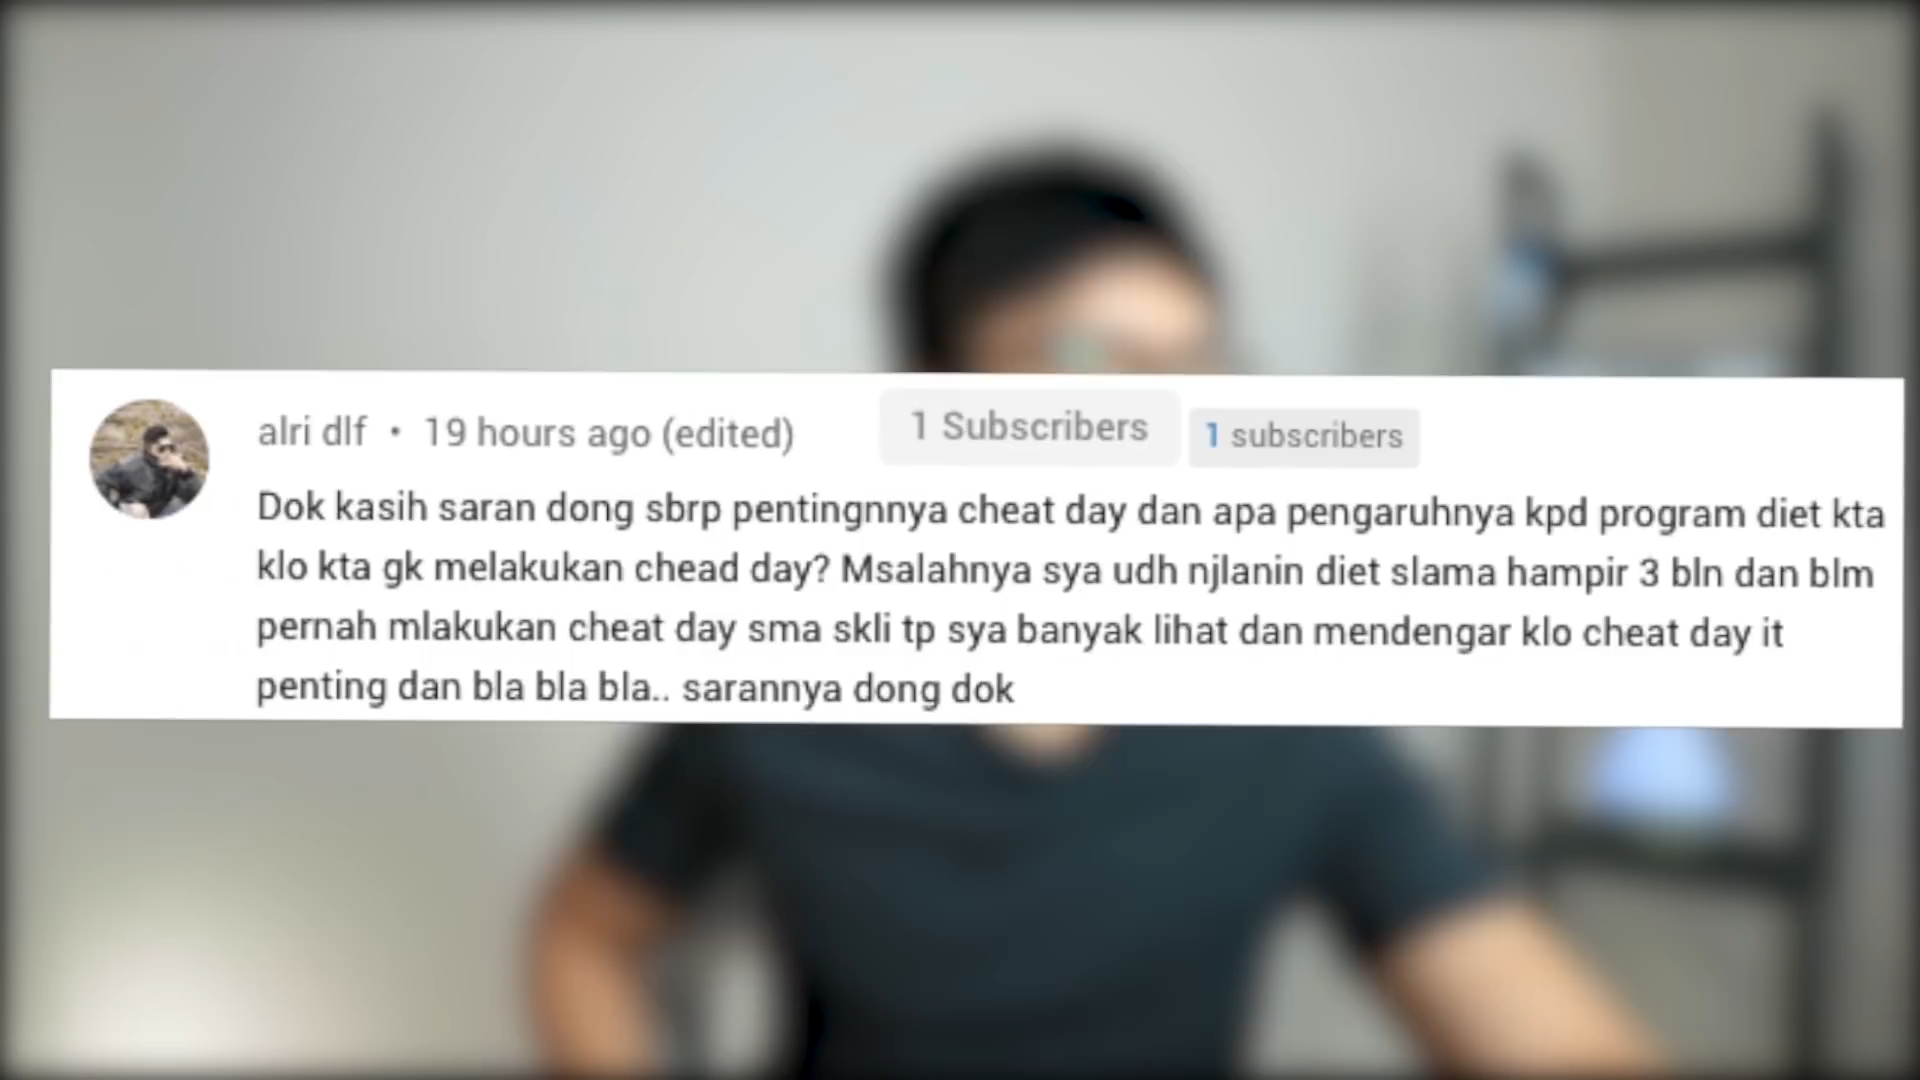 alri dlf • 19 hours ago (edited) 1 Subscribers 1 subscribers
Dok kasih saran dong sbrp pentingnnya cheat day dan apa pengaruhnya kpd program diet kta
klo kta gk melakukan chead day? Msalahnya sya udh njlanin diet slama hampir 3 bln dan blm
pernah mlakukan cheat day sma skli tp sya banyak lihat dan mendengar klo cheat day it
penting dan bla bla bla.. sarannya dong dok